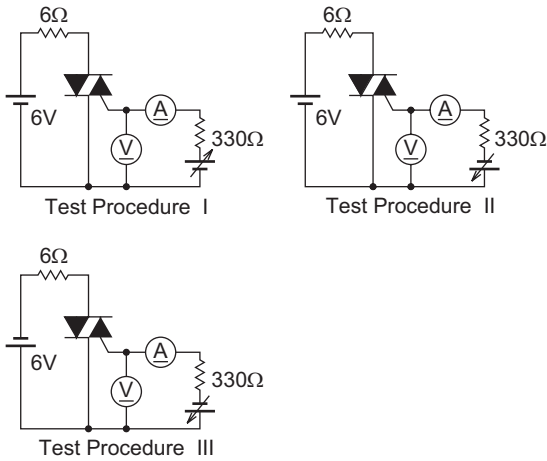 6Ω
6V
A
V
330Ω
Test Procedure I
6Ω
6V
A
V
330Ω
Test Procedure II
6Ω
6V
A
V
330Ω
Test Procedure III